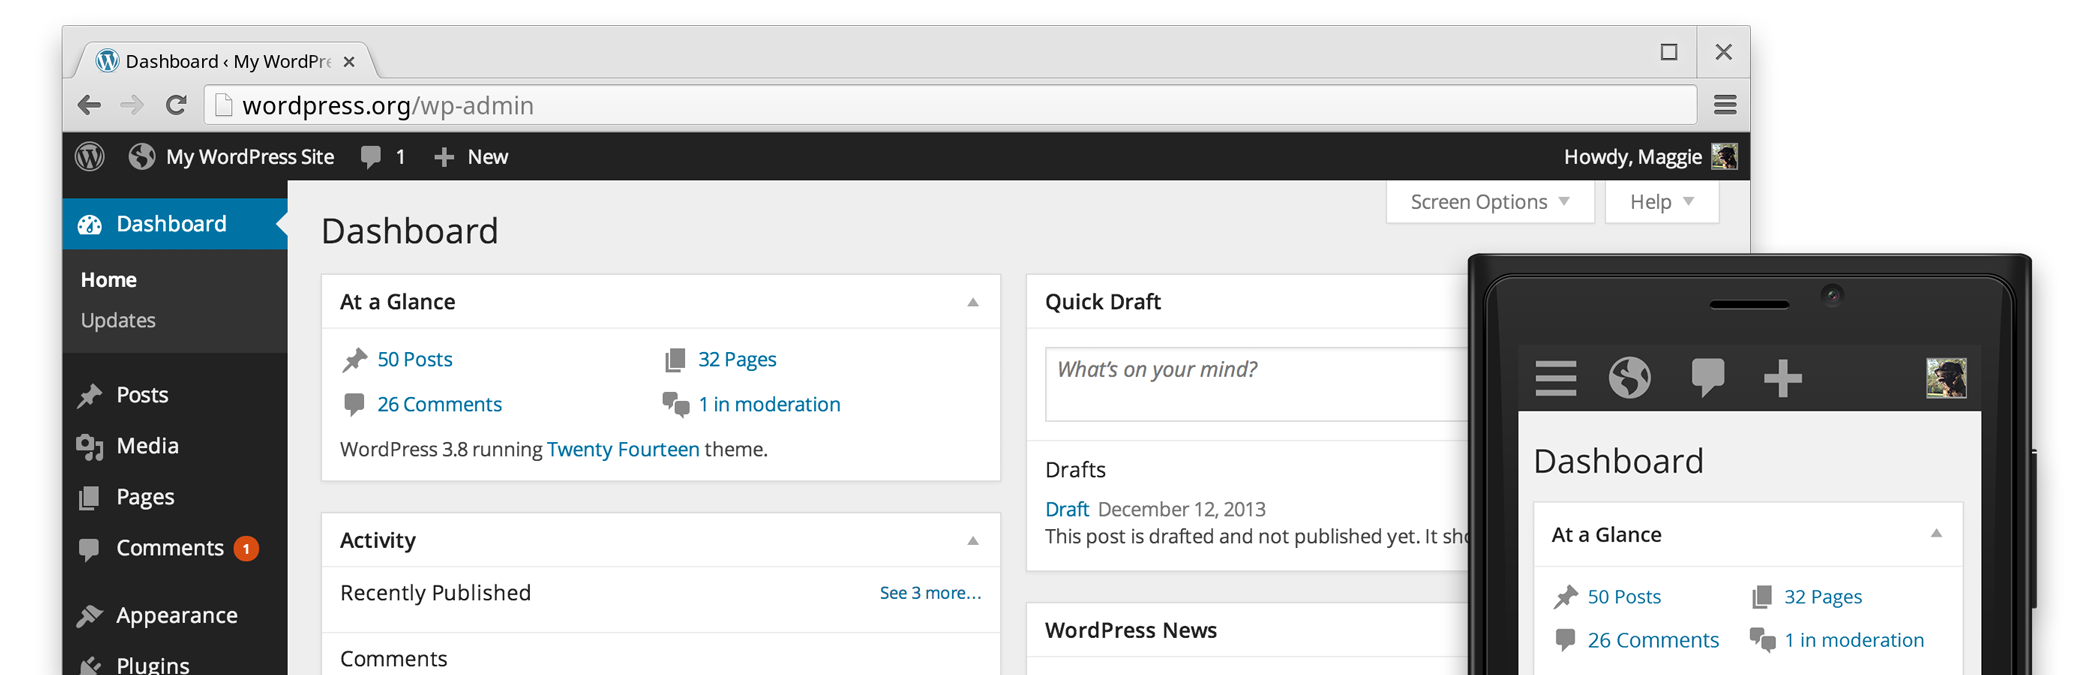 Dashboard ‹ My WordPre
wordpress.org/wp-admin
My WordPress Site 1 New Howdy, Maggie
Screen Options Help
Dashboard
Home
Updates
Posts
Media
Pages
Comments 1
Appearance
Plugins
Dashboard
At a Glance
50 Posts 32 Pages
26 Comments 1 in moderation
WordPress 3.8 running Twenty Fourteen theme.
Activity
Recently Published See 3 more...
Comments
Quick Draft
What's on your mind?
Drafts
Draft December 12, 2013
This post is drafted and not published yet. It sho
WordPress News
Dashboard
At a Glance
50 Posts 32 Pages
26 Comments 1 in moderation